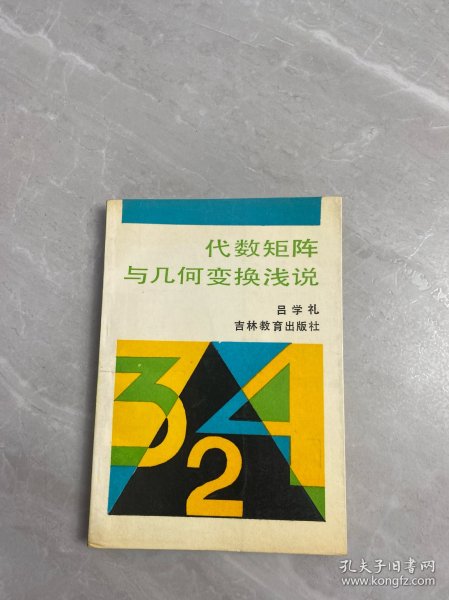 代数矩阵
与几何变换浅说
吕学礼
吉林教育出版社
3 4
2
孔夫子旧书网
www.kongfz.com